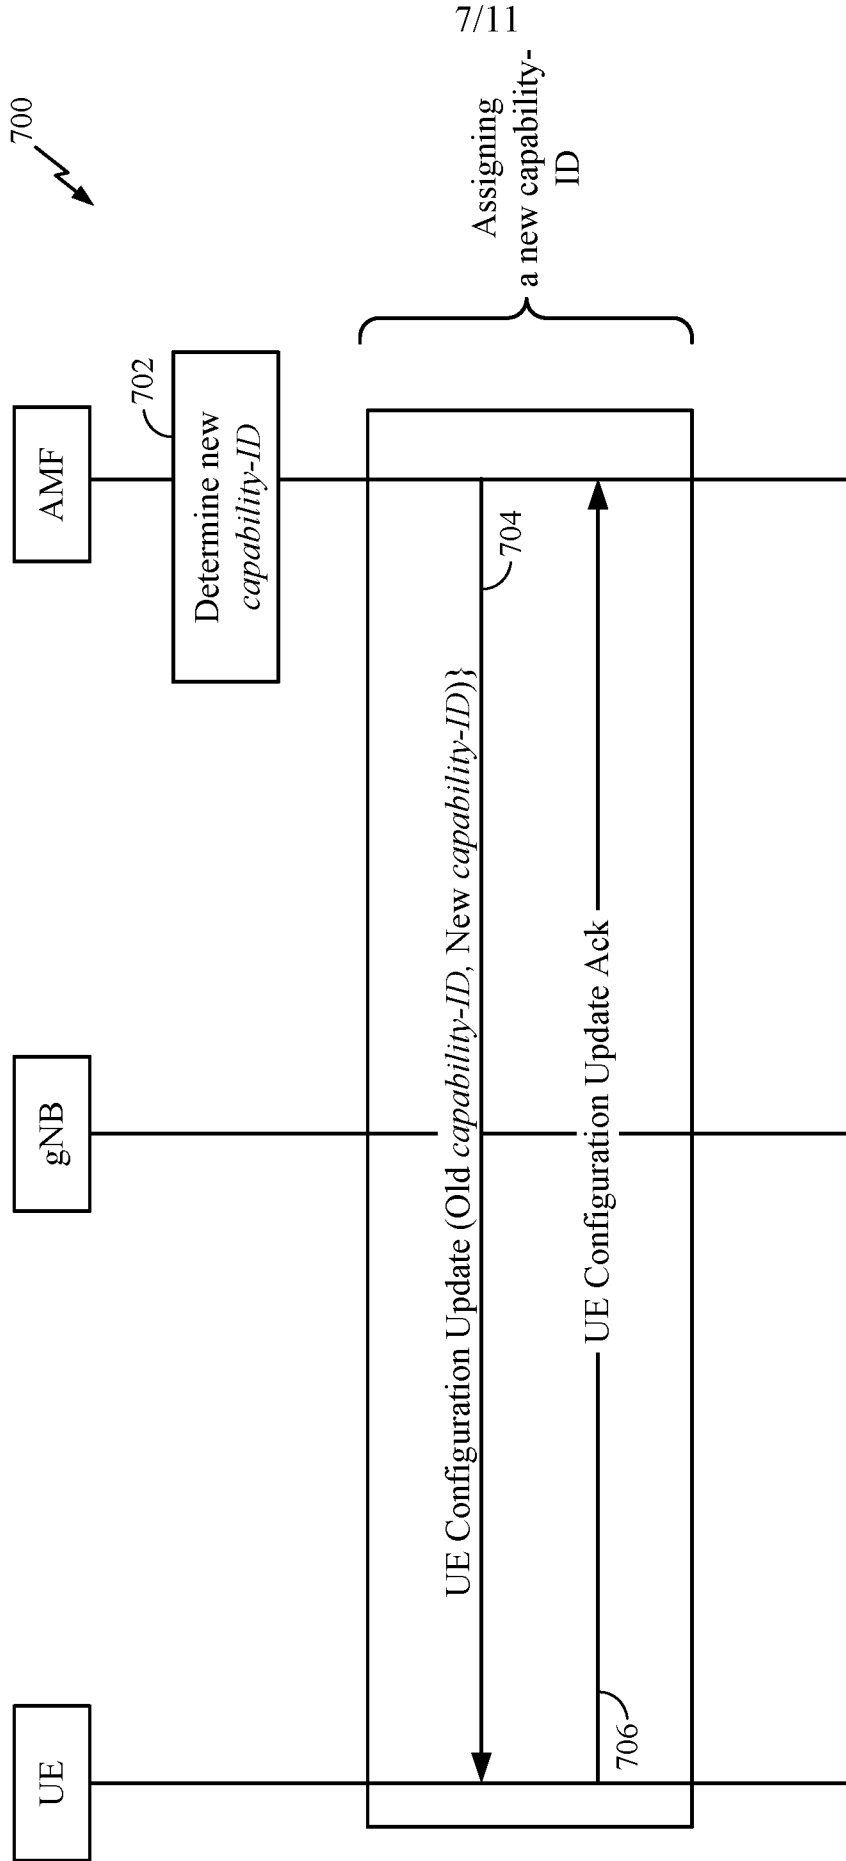 7/11
700
UE
gNB
AMF
702
Determine new
capability-ID
UE Configuration Update (Old capability-ID, New capability-ID)}
704
UE Configuration Update Ack
706
Assigning
a new capability-
ID